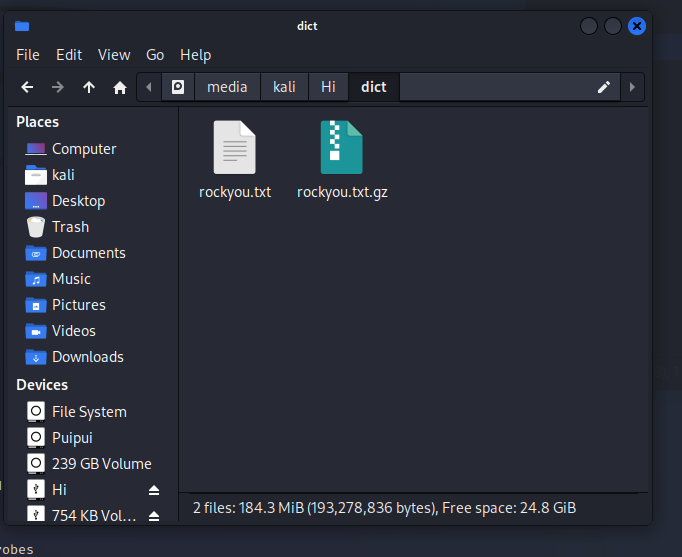 dict
File Edit View Go Help
media kali Hi dict
Places
Computer
kali
Desktop
Trash
Documents
Music
Pictures
Videos
Downloads
Devices
File System
Puipui
239 GB Volume
Hi
754 KB Vol...
rockyou.txt rockyou.txt.gz
2 files: 184.3 MiB (193,278,836 bytes), Free space: 24.8 GiB